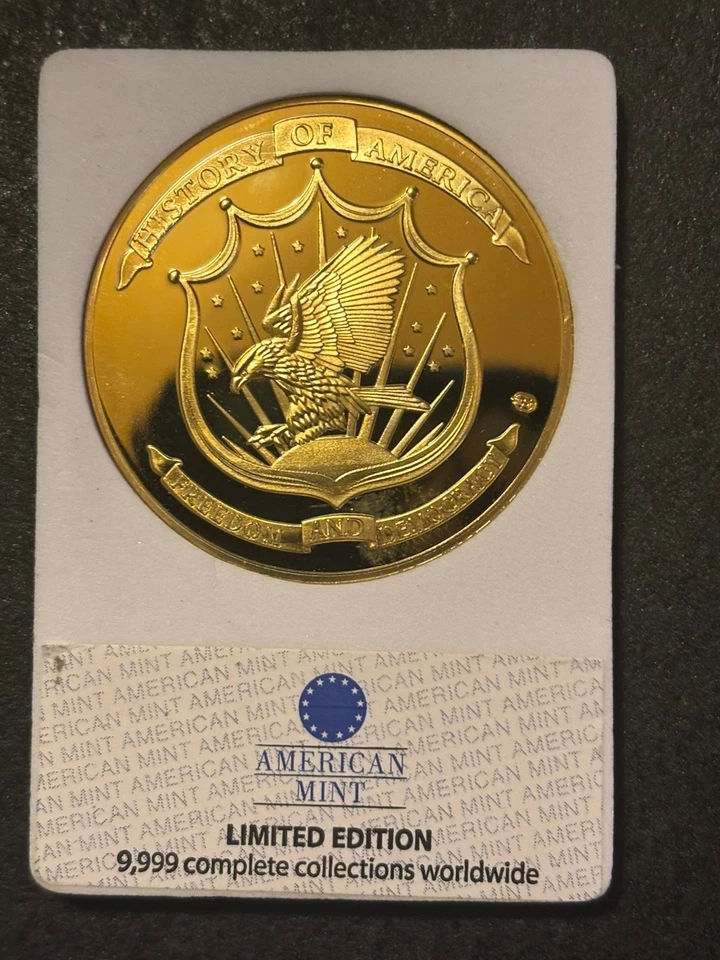 HISTORY OF AMERICA
FREEDOM AND DEMOCRACY
AMERICAN
MINT
LIMITED EDITION
9,999 complete collections worldwide